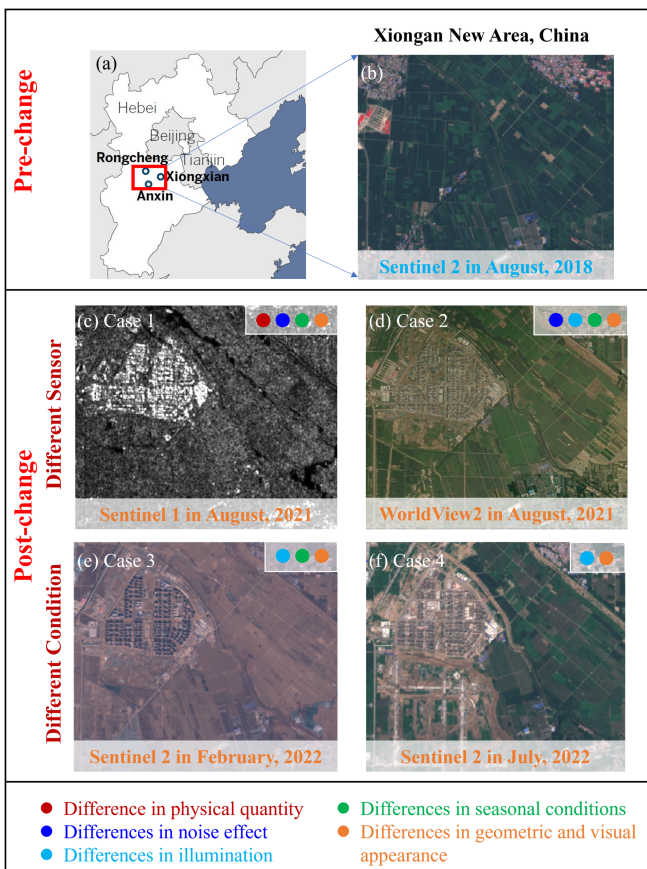 Xiongan New Area, China
Pre-change
(a)
Hebei
Beijing
Tianjin
Rongcheng
Xiongxian
Anxin
(b)
Sentinel 2 in August, 2018
Post-change
Different Sensor
(c) Case 1
Sentinel 1 in August, 2021
(d) Case 2
WorldView2 in August, 2021
Different Condition
(e) Case 3
Sentinel 2 in February, 2022
(f) Case 4
Sentinel 2 in July, 2022
Difference in physical quantity
Differences in noise effect
Differences in illumination
Differences in seasonal conditions
Differences in geometric and visual
appearance